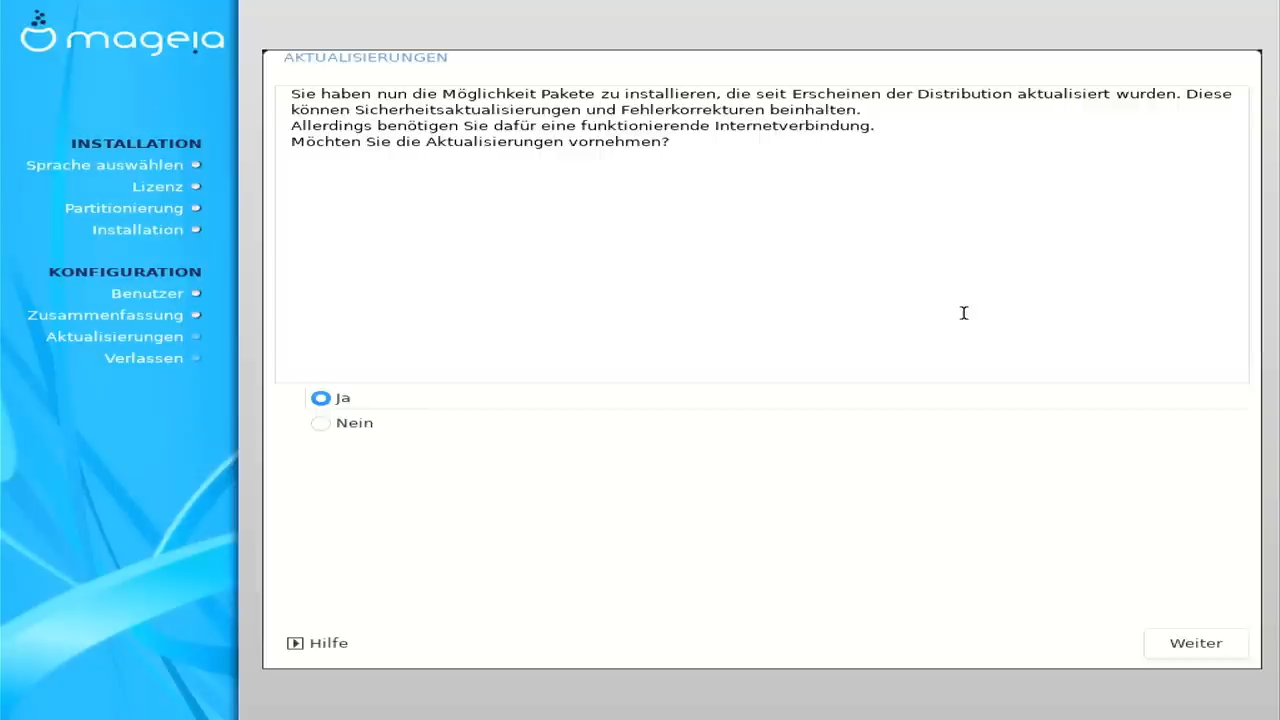 mageia
INSTALLATION
Sprache auswählen
Lizenz
Partitionierung
Installation
KONFIGURATION
Benutzer
Zusammenfassung
Aktualisierungen
Verlassen
AKTUALISIERUNGEN
Sie haben nun die Möglichkeit Pakete zu installieren, die seit Erscheinen der Distribution aktualisiert wurden. Diese
können Sicherheitsaktualisierungen und Fehlerkorrekturen beinhalten.
Allerdings benötigen Sie dafür eine funktionierende Internetverbindung.
Möchten Sie die Aktualisierungen vornehmen?
Ja
Nein
Hilfe
Weiter